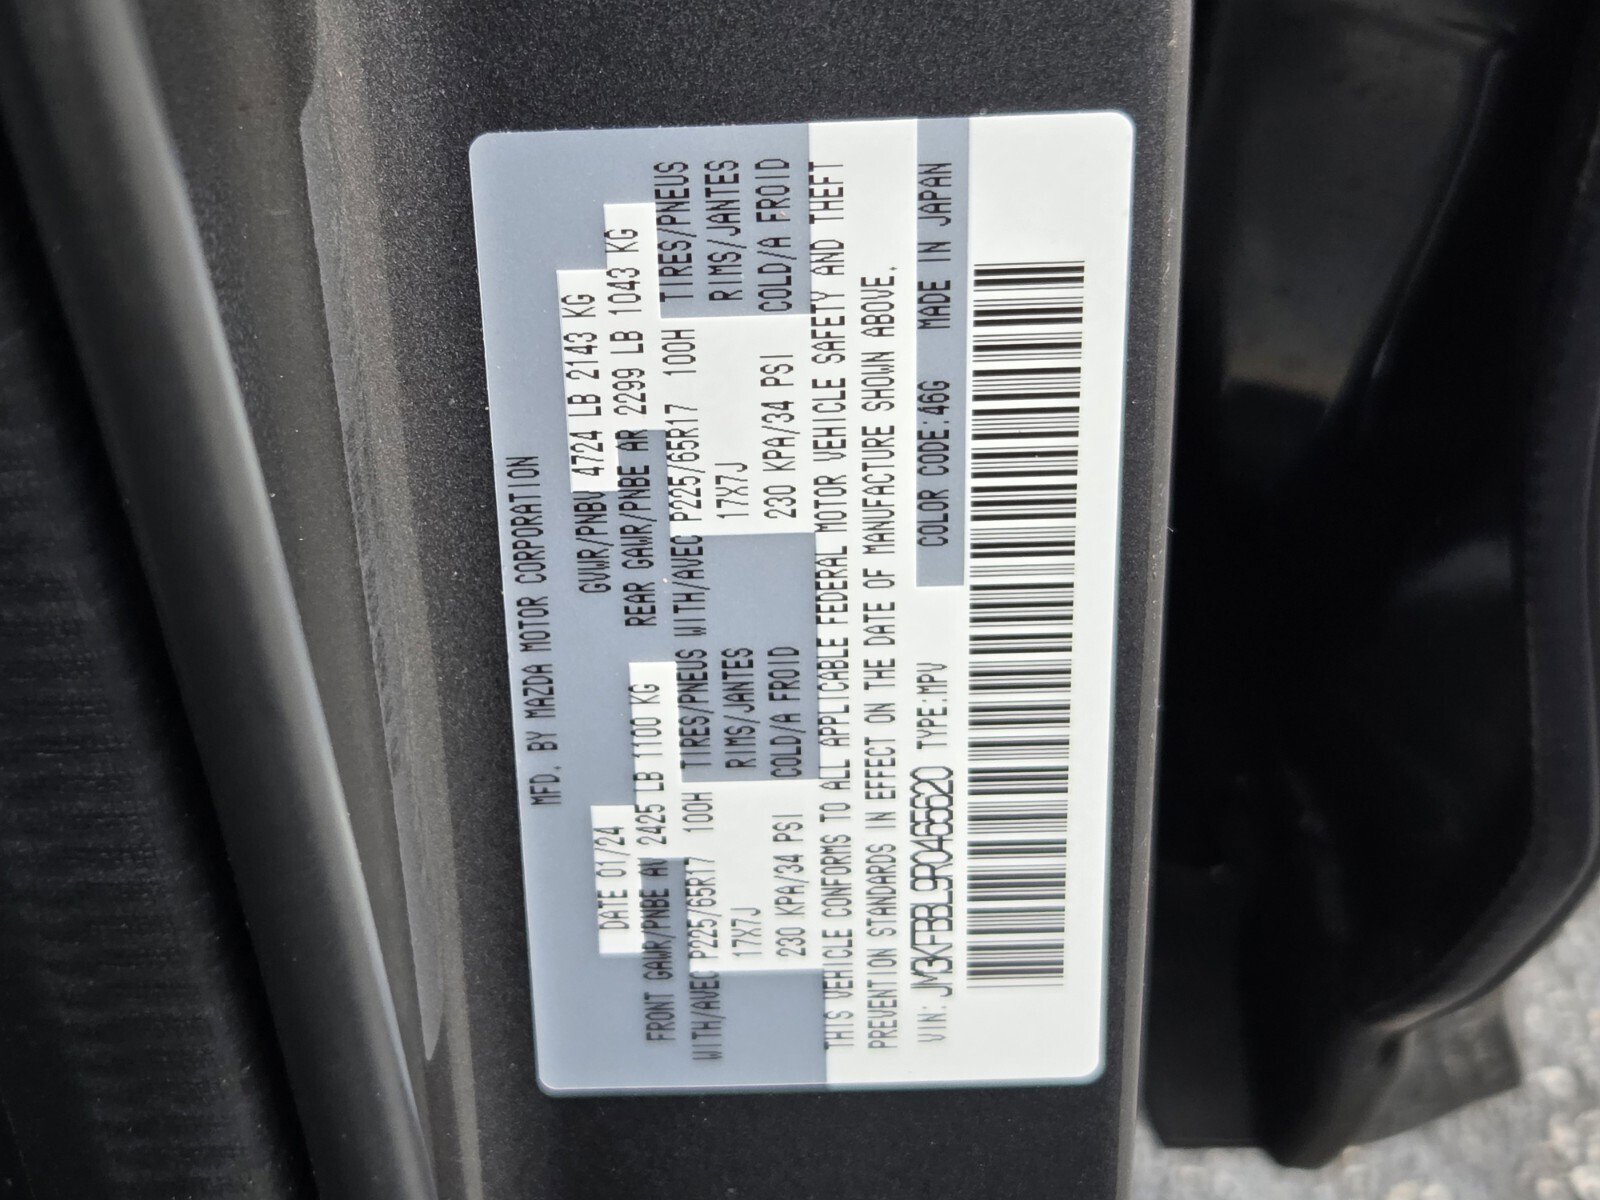 MFD. BY MAZDA MOTOR CORPORATION
DATE 01/24 GVWR/PNBV 4724 LB 2143 KG
FRONT GAWR/PNBE AV 2425 LB 1100 KG REAR GAWR/PNBE AR 2299 LB 1043 KG
WITH/AVEC P225/65R17 100H TIRES/PNEUS WITH/AVEC P225/65R17 100H TIRES/PNEUS
17X7J RIMS/JANTES 17X7J RIMS/JANTES
230 KPA/34 PSI COLD/A FROID 230 KPA/34 PSI COLD/A FROID
THIS VEHICLE CONFORMS TO ALL APPLICABLE FEDERAL MOTOR VEHICLE SAFETY AND THEFT
PREVENTION STANDARDS IN EFFECT ON THE DATE OF MANUFACTURE SHOWN ABOVE.
VIN: JM3KFBBL9R0465620 TYPE:MPV COLOR CODE:46G MADE IN JAPAN